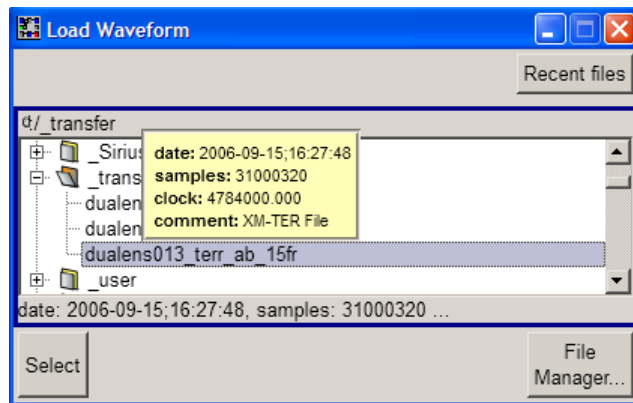 Load Waveform
Recent files
d:/_transfer
_Sirius
_trans
date: 2006-09-15;16:27:48
samples: 31000320
clock: 4784000.000
comment: XM-TER File
dualen
dualen
dualens013_terr_ab_15fr
_user
date: 2006-09-15;16:27:48, samples: 31000320 ...
Select
File
Manager...